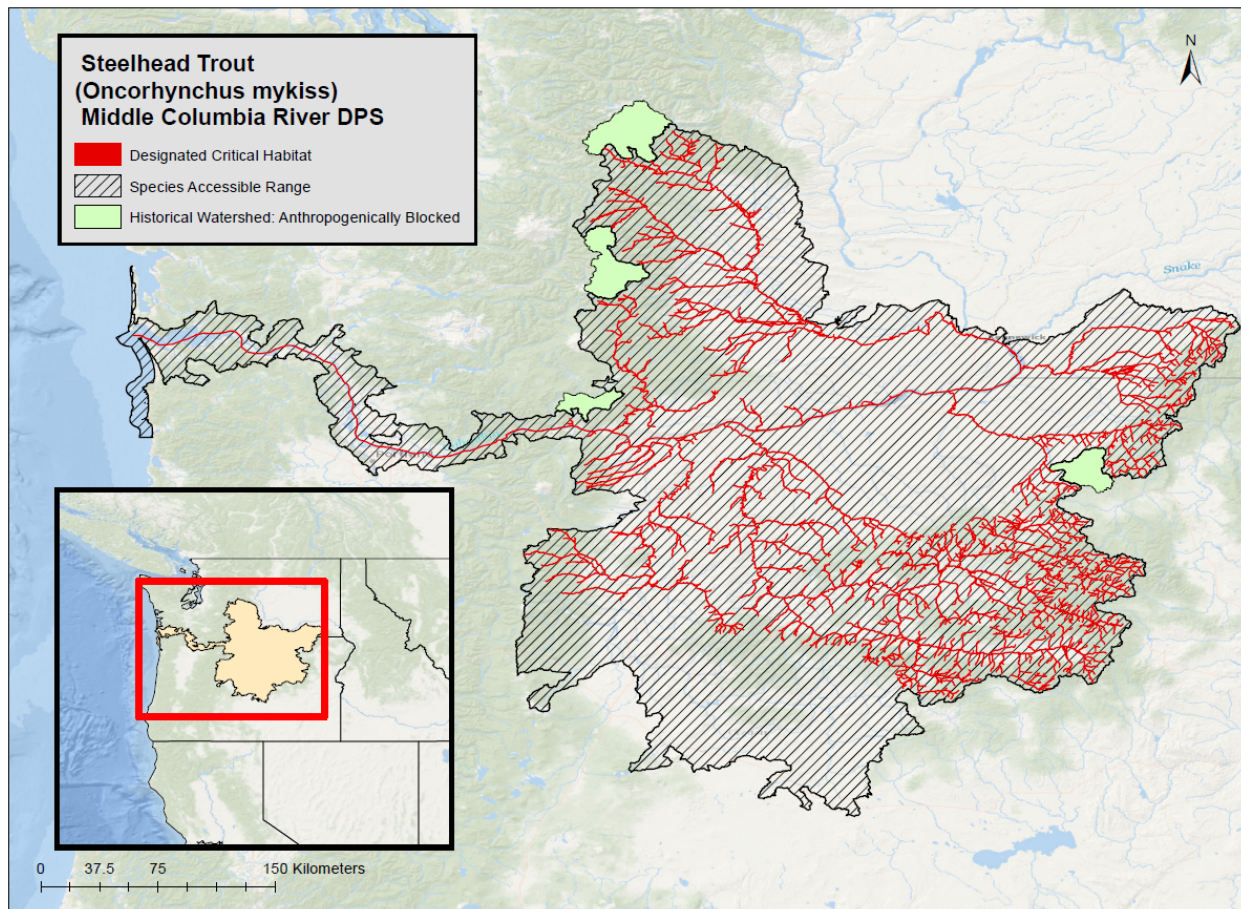 Steelhead Trout
(Oncorhynchus mykiss)
Middle Columbia River DPS
Designated Critical Habitat
Species Accessible Range
Historical Watershed: Anthropogenically Blocked
N
Snake
0 37.5 75 150 Kilometers